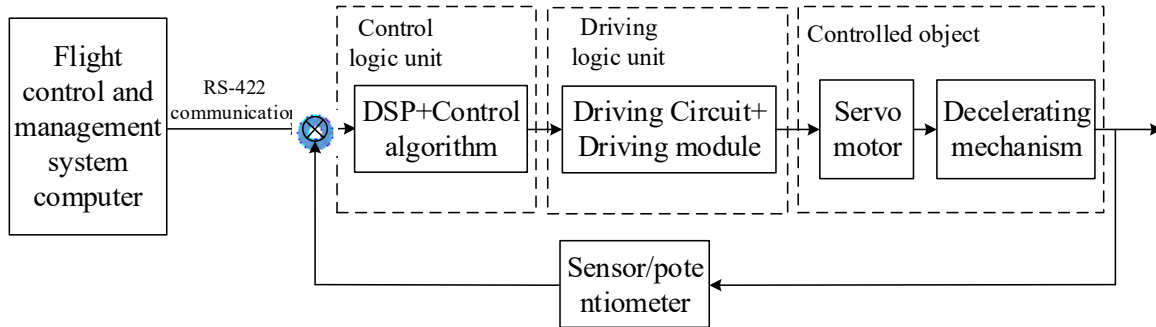 Flight
control and
management
system
computer
RS-422
communication
Control
logic unit
DSP+Control
algorithm
Driving
logic unit
Driving Circuit+
Driving module
Controlled object
Servo
motor
Decelerating
mechanism
Sensor/pote
ntiometer